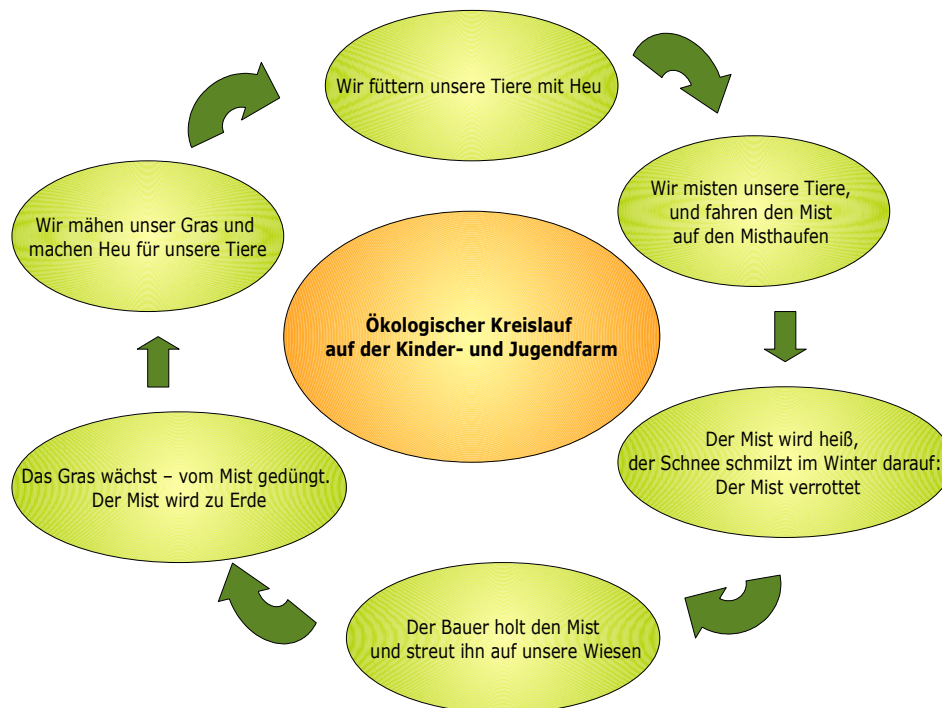 Wir füttern unsere Tiere mit Heu
Wir misten unsere Tiere,
und fahren den Mist
auf den Misthaufen
Der Mist wird heiß,
der Schnee schmilzt im Winter darauf:
Der Mist verrottet
Der Bauer holt den Mist
und streut ihn auf unsere Wiesen
Das Gras wächst – vom Mist gedüngt.
Der Mist wird zu Erde
Wir mähen unser Gras und
machen Heu für unsere Tiere
Ökologischer Kreislauf
auf der Kinder- und Jugendfarm